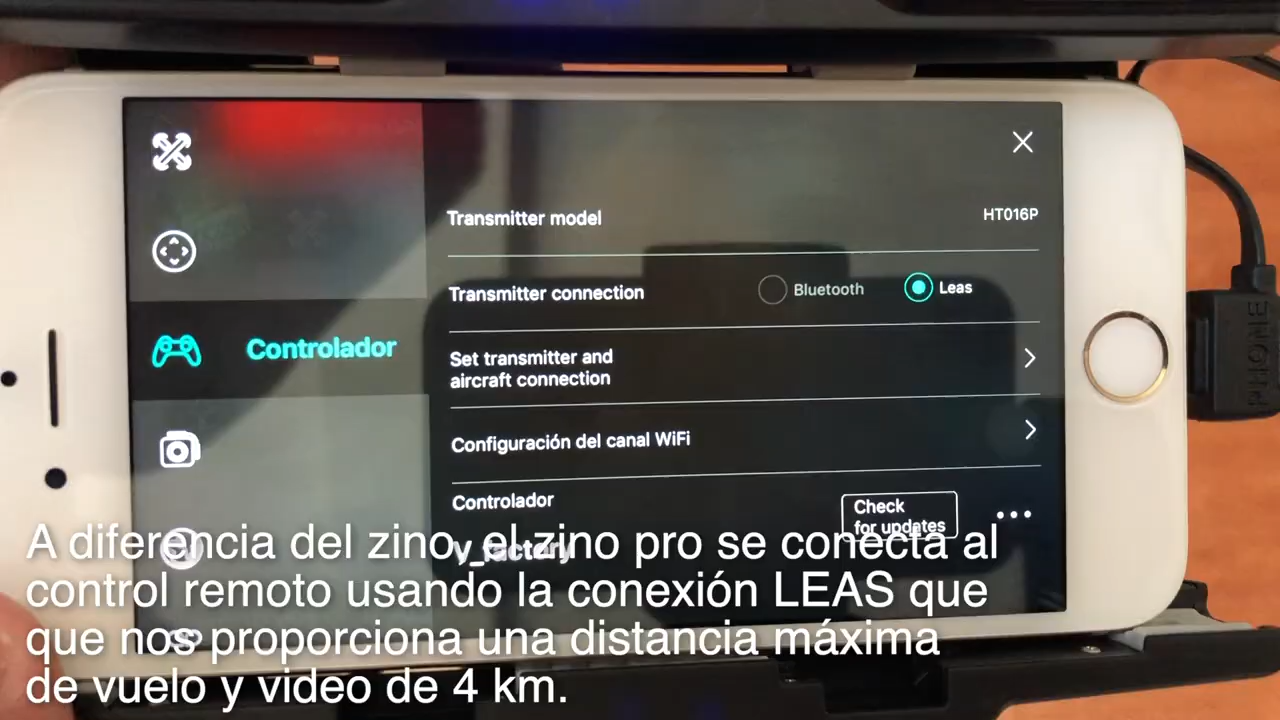 Transmitter model
HT016P
Transmitter connection
Bluetooth
Leas
Set transmitter and
aircraft connection
Controlador
Configuración del canal WiFi
Controlador
Check
for updates
y_factory
PHONE
A diferencia del zino, el zino pro se conecta al
control remoto usando la conexión LEAS que
que nos proporciona una distancia máxima
de vuelo y video de 4 km.